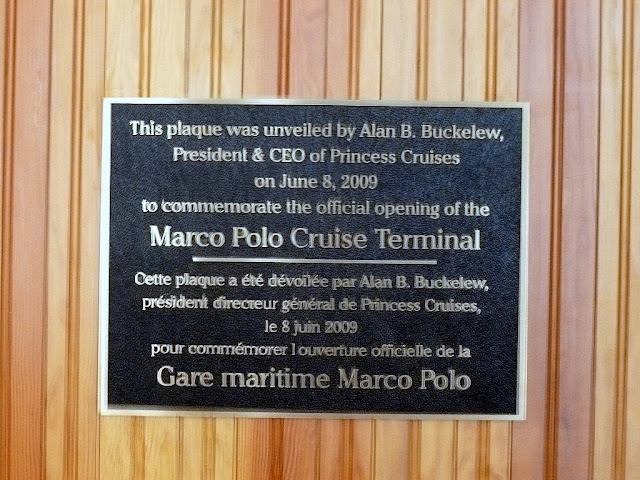 This plaque was unveiled by Alan B. Buckelew,
President & CEO of Princess Cruises
on June 8, 2009
to commemorate the official opening of the
Marco Polo Cruise Terminal
Cette plaque a été dévoilée par Alan B. Buckelew,
président directeur général de Princess Cruises,
le 8 juin 2009
pour commémorer l'ouverture officielle de la
Gare maritime Marco Polo